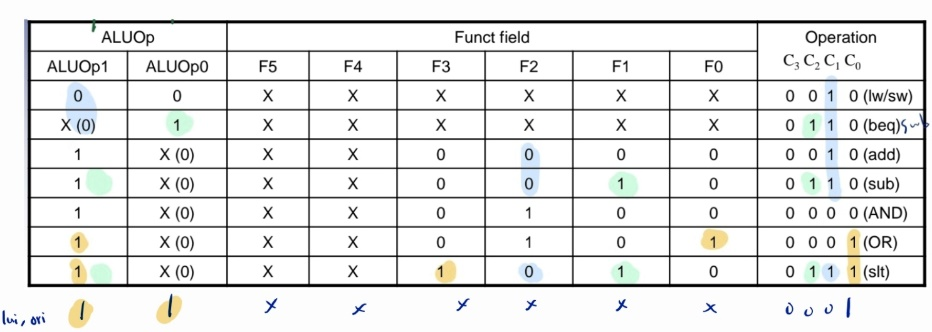 ALUOp Funct field Operation
ALUOp1 ALUOp0 F5 F4 F3 F2 F1 F0 C3 C2 C1 C0
0 0 X X X X X X 0 0 1 0 (lw/sw)
X (0) 1 X X X X X X 0 1 1 0 (beq) sub
1 X (0) X X 0 0 0 0 0 0 1 0 (add)
1 X (0) X X 0 0 1 0 0 1 1 0 (sub)
1 X (0) X X 0 1 0 0 0 0 0 0 (AND)
1 X (0) X X 0 1 0 1 0 0 0 1 (OR)
1 X (0) X X 1 0 1 0 0 1 1 1 (slt)
lui, ori 1 1 x x x x x x 0 0 0 1